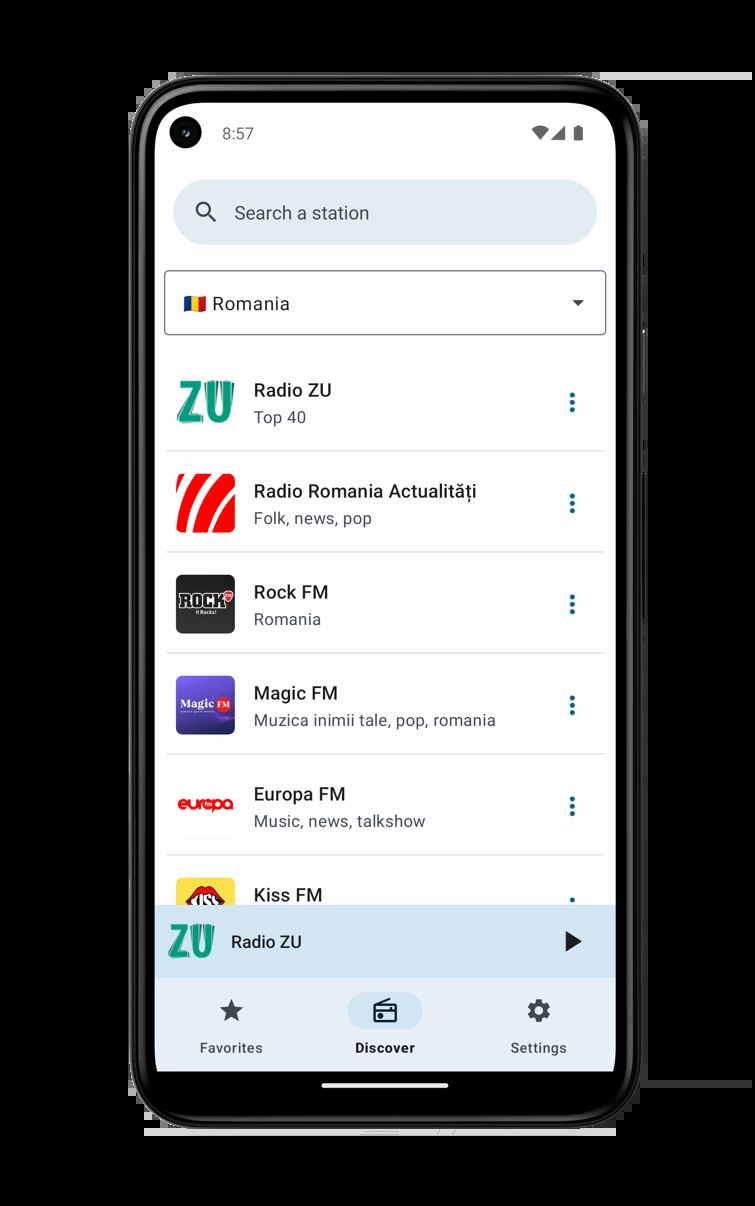 8:57
Search a station
🇷🇴 Romania
ZU
Radio ZU
Top 40
Radio Romania Actualități
Folk, news, pop
ROCK FM
It Rocks!
Rock FM
Romania
Magic FM
Magic FM
Muzica inimii tale, pop, romania
europa fm
Europa FM
Music, news, talkshow
KISS
Kiss FM
ZU
Radio ZU
Favorites
Discover
Settings